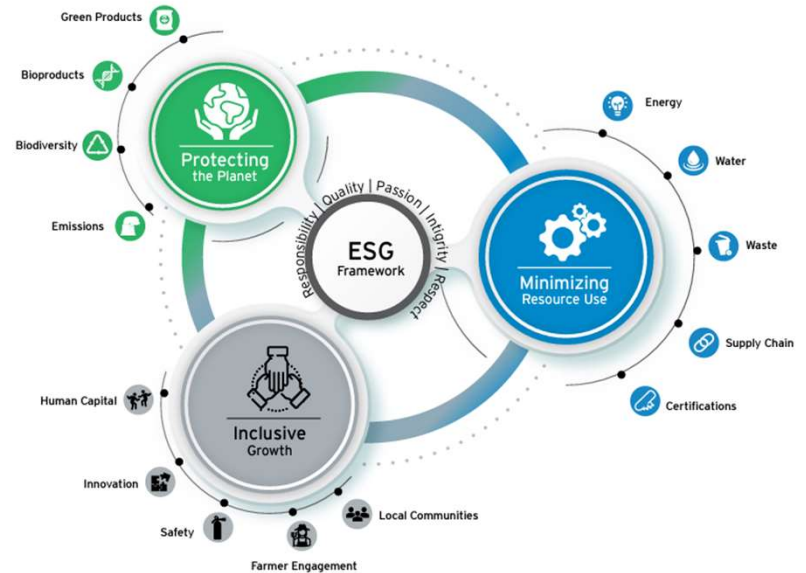 Green Products
Bioproducts
Biodiversity
Emissions
Protecting
the Planet
Responsibility | Quality | Passion | Intigrity | Respect
ESG
Framework
Energy
Water
Waste
Supply Chain
Certifications
Minimizing
Resource Use
Human Capital
Innovation
Safety
Farmer Engagement
Local Communities
Inclusive
Growth